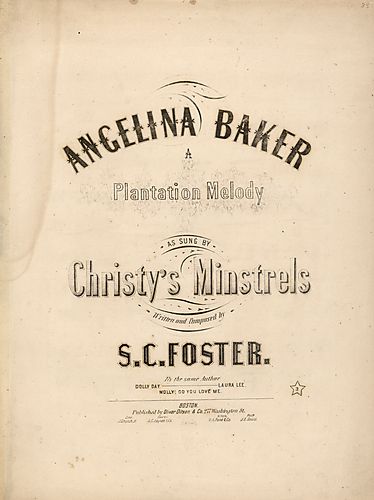 ANGELINA BAKER
A
Plantation Melody
AS SUNG BY
Christy's Minstrels
Written and Composed by
S.C. FOSTER.
By the same Author
DOLLY DAY LAURA LEE
MOLLY, DO YOU LOVE ME.
2
BOSTON.
Published by Oliver Ditson & Co. 277 Washington St.